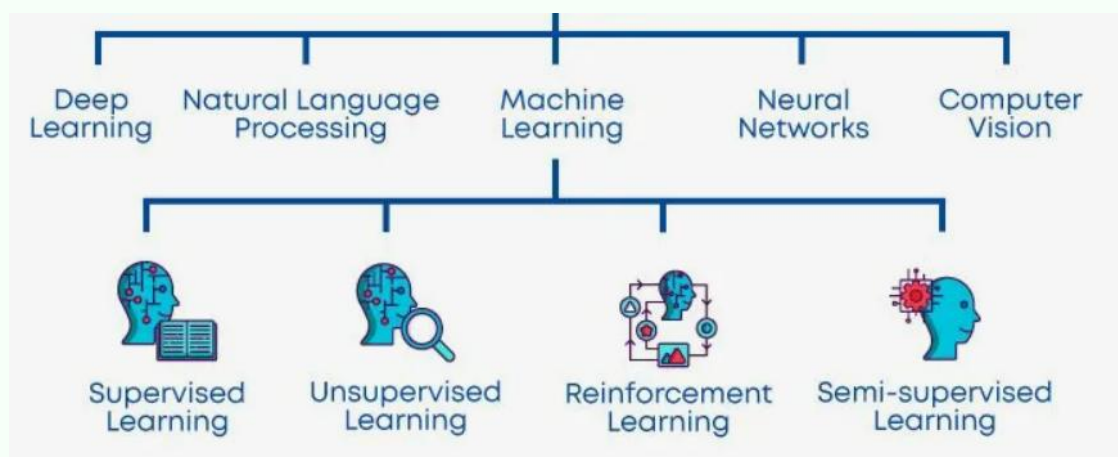 Deep
Learning
Natural Language
Processing
Machine
Learning
Neural
Networks
Computer
Vision
Supervised
Learning
Unsupervised
Learning
Reinforcement
Learning
Semi-supervised
Learning